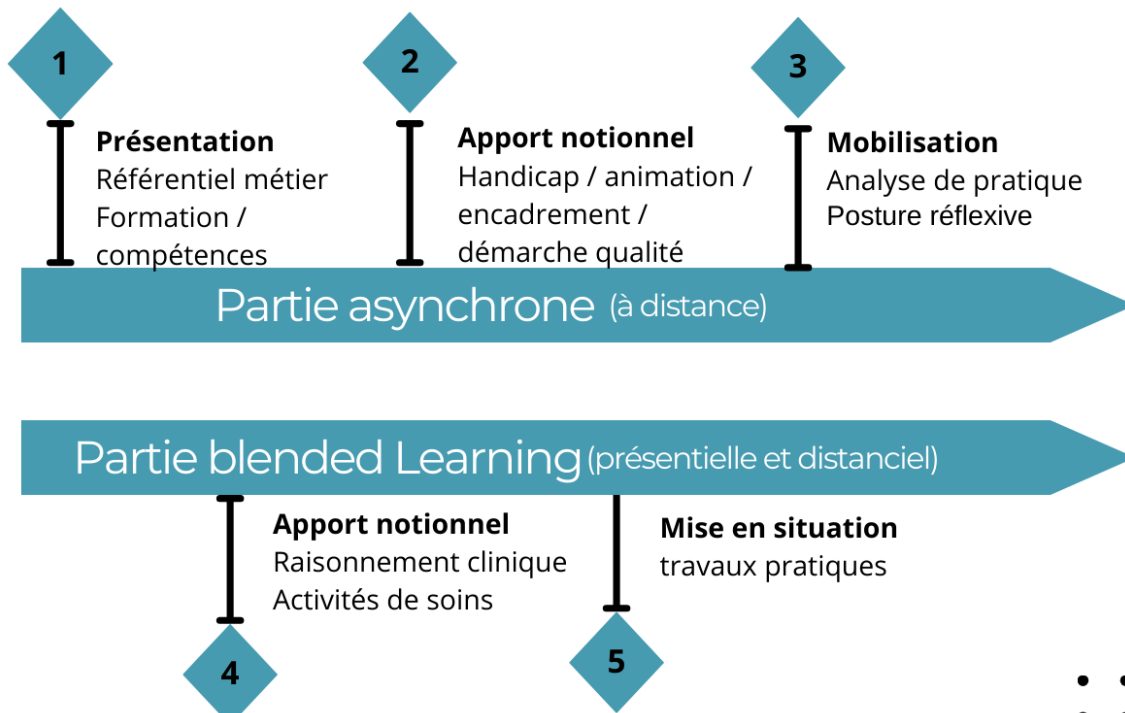 1
Présentation
Référentiel métier
Formation /
compétences
2
Apport notionnel
Handicap / animation /
encadrement /
démarche qualité
3
Mobilisation
Analyse de pratique
Posture réflexive
Partie asynchrone (à distance)
Partie blended Learning (présentielle et distanciel)
Apport notionnel
Raisonnement clinique
Activités de soins
4
Mise en situation
travaux pratiques
5